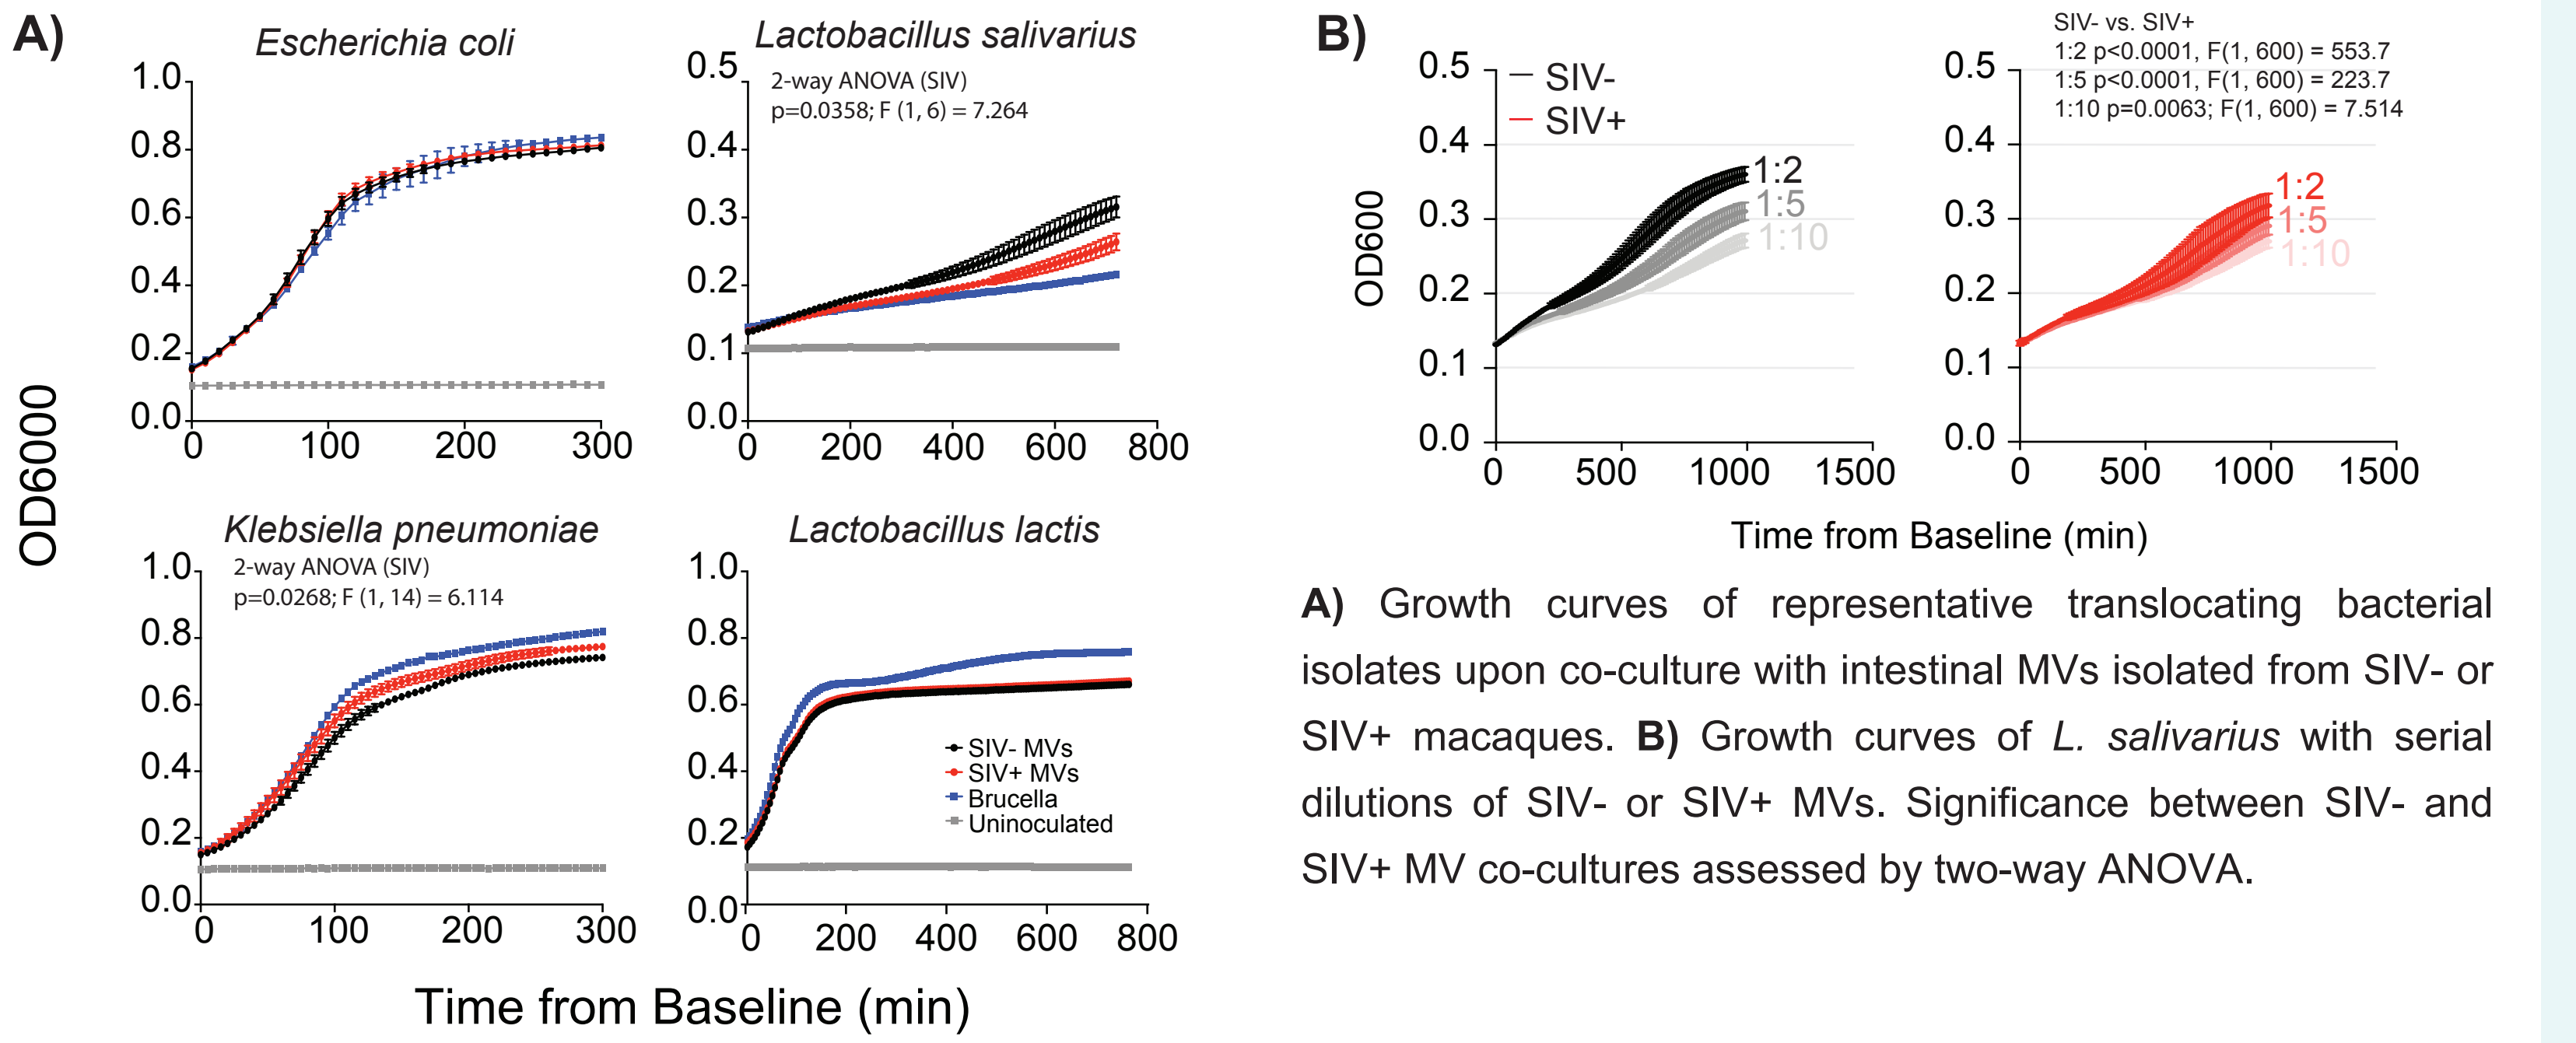 A)
Escherichia coli
1.0
0.8
0.6
0.4
0.2
0.0
0 100 200 300
Lactobacillus salivarius
2-way ANOVA (SIV)
p=0.0358; F (1, 6) = 7.264
0.5
0.4
0.3
0.2
0.1
0.0
0 200 400 600 800
OD6000
Klebsiella pneumoniae
2-way ANOVA (SIV)
p=0.0268; F (1, 14) = 6.114
1.0
0.8
0.6
0.4
0.2
0.0
0 100 200 300
Lactobacillus lactis
1.0
0.8
0.6
0.4
0.2
0.0
SIV- MVs
SIV+ MVs
Brucella
Uninoculated
0 200 400 600 800
Time from Baseline (min)
B)
SIV-
SIV+
0.5
0.4
0.3
0.2
0.1
0.0
OD600
1:2
1:5
1:10
0 500 1000 1500
SIV- vs. SIV+
1:2 p<0.0001, F(1, 600) = 553.7
1:5 p<0.0001, F(1, 600) = 223.7
1:10 p=0.0063; F(1, 600) = 7.514
0.5
0.4
0.3
0.2
0.1
0.0
1:2
1:5
1:10
0 500 1000 1500
Time from Baseline (min)
A) Growth curves of representative translocating bacterial
isolates upon co-culture with intestinal MVs isolated from SIV- or
SIV+ macaques. B) Growth curves of L. salivarius with serial
dilutions of SIV- or SIV+ MVs. Significance between SIV- and
SIV+ MV co-cultures assessed by two-way ANOVA.